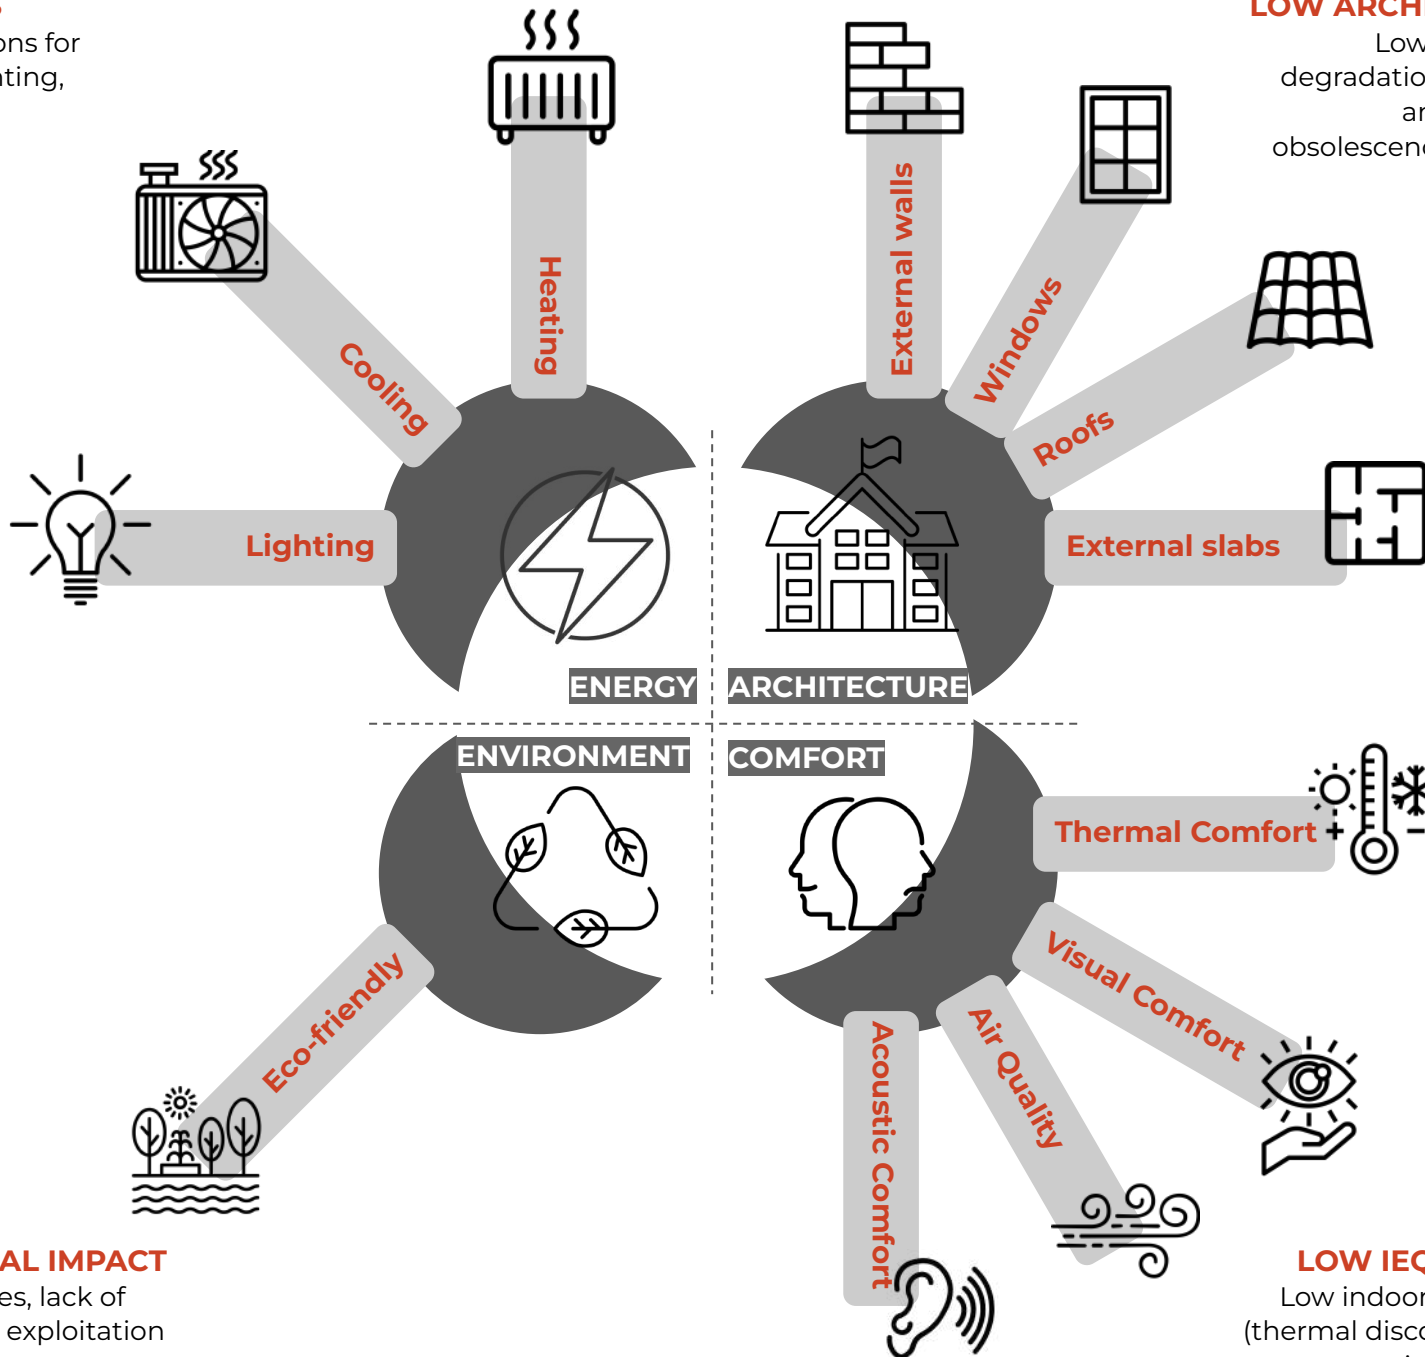 LOW ARCHI
ons for
ating,
Low
degradatio
ar
obsolescenc
Heating
External walls
Windows
Cooling
Roofs
Lighting
External slabs
ENERGY
ARCHITECTURE
ENVIRONMENT
COMFORT
Thermal Comfort
Visual Comfort
Eco-friendly
Air Quality
Acoustic Comfort
AL IMPACT
es, lack of
exploitation
LOW IEQ
Low indoor
(thermal disco